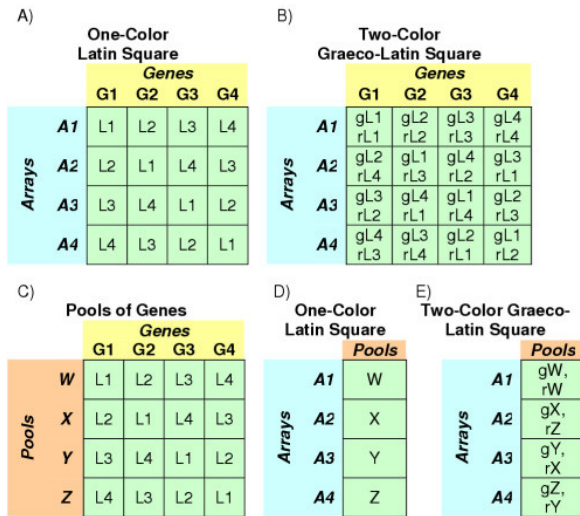 A)
One-Color
Latin Square
Genes
G1 G2 G3 G4
Arrays
A1 L1 L2 L3 L4
A2 L2 L1 L4 L3
A3 L3 L4 L1 L2
A4 L4 L3 L2 L1
B)
Two-Color
Graeco-Latin Square
Genes
G1 G2 G3 G4
Arrays
A1
gL1 gL2 gL3 gL4
rL1 rL2 rL3 rL4
A2
gL2 gL1 gL4 gL3
rL4 rL3 rL2 rL1
A3
gL3 gL4 gL1 gL2
rL2 rL1 rL4 rL3
A4
gL4 gL3 gL2 gL1
rL3 rL4 rL1 rL2
C)
Pools of Genes
Genes
G1 G2 G3 G4
Pools
W L1 L2 L3 L4
X L2 L1 L4 L3
Y L3 L4 L1 L2
Z L4 L3 L2 L1
D)
One-Color
Latin Square
Pools
Arrays
A1 W
A2 X
A3 Y
A4 Z
E)
Two-Color Graeco-
Latin Square
Pools
Arrays
A1
gW,
rW
A2
gX,
rZ
A3
gY,
rX
A4
gZ,
rY